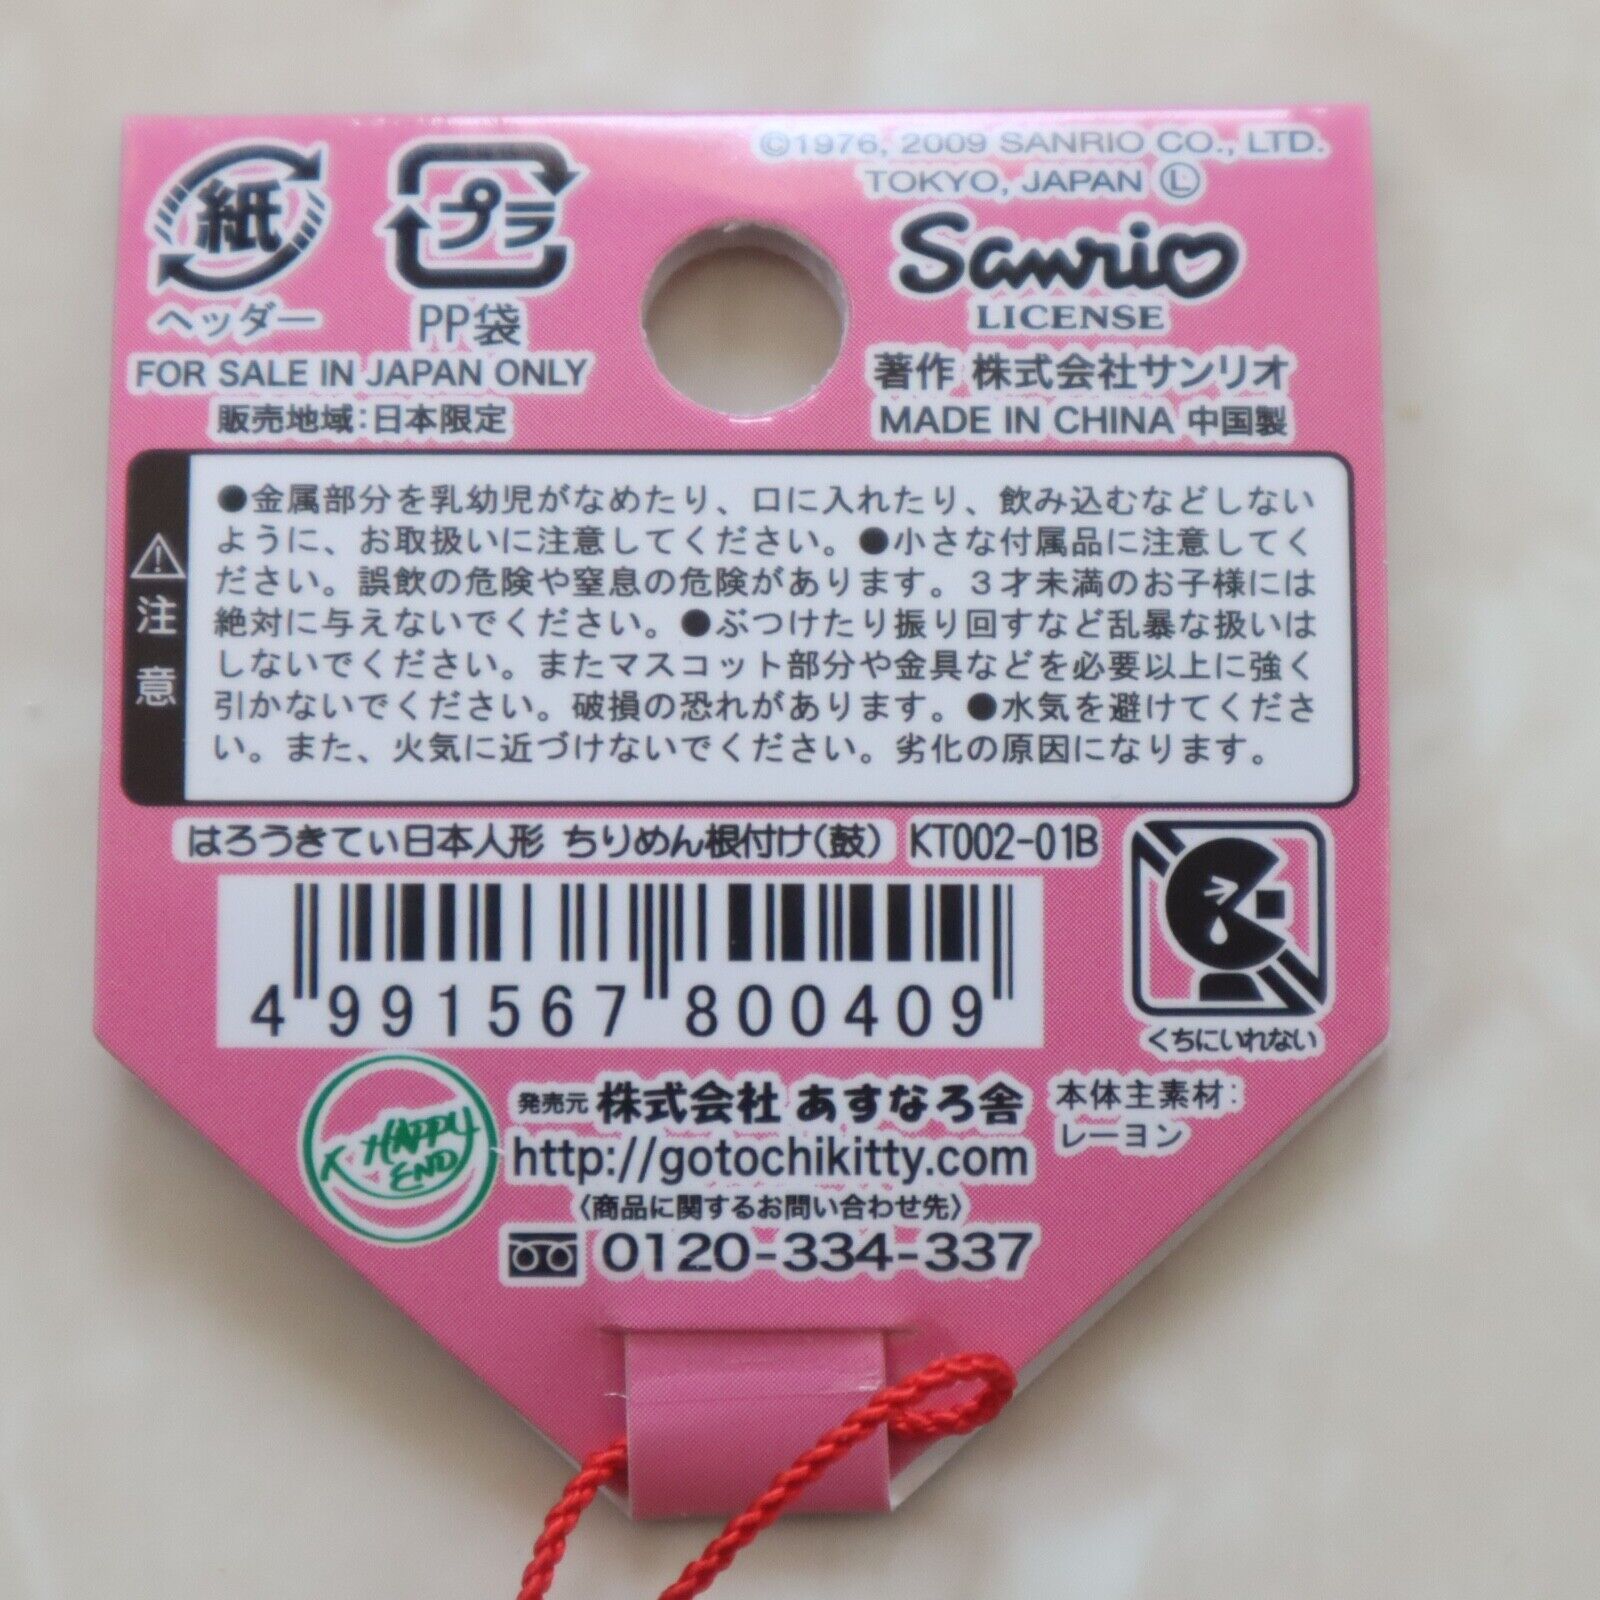 紙
ヘッダー
プラ
PP袋
FOR SALE IN JAPAN ONLY
販売地域:日本限定
©1976, 2009 SANRIO CO., LTD.
TOKYO, JAPAN Ⓛ
Sanrio
LICENSE
著作 株式会社サンリオ
MADE IN CHINA 中国製
注意
●金属部分を乳幼児がなめたり、口に入れたり、飲み込むなどしない
ように、お取扱いに注意してください。●小さな付属品に注意してく
ださい。誤飲の危険や窒息の危険があります。3才未満のお子様には
絶対に与えないでください。●ぶつけたり振り回すなど乱暴な扱いは
しないでください。またマスコット部分や金具などを必要以上に強く
引かないでください。破損の恐れがあります。●水気を避けてくださ
い。また、火気に近づけないでください。劣化の原因になります。
はろうきてぃ日本人形 ちりめん根付け(鼓) KT002-01B
4991567800409
くちにいれない
HAPPY
END
発売元 株式会社 あすなろ舎
http://gotochikitty.com
〈商品に関するお問い合わせ先〉
0120-334-337
本体主素材:
レーヨン